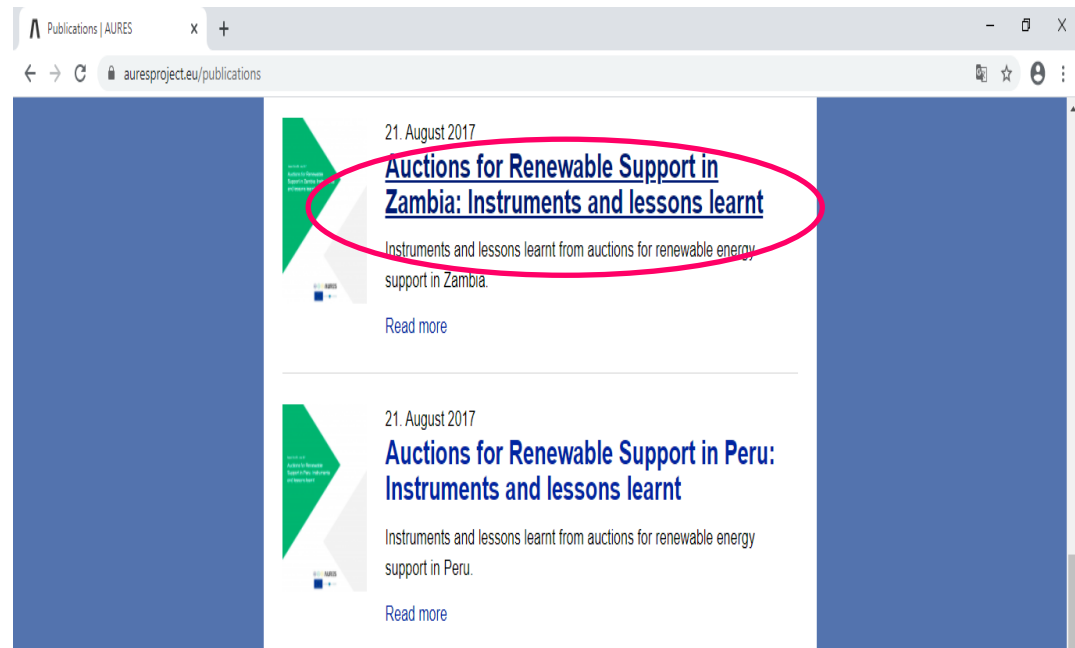 Publications | AURES
auresproject.eu/publications
21. August 2017
Auctions for Renewable Support in
Zambia: Instruments and lessons learnt
Instruments and lessons learnt from auctions for renewable energy
support in Zambia.
Read more
21. August 2017
Auctions for Renewable Support in Peru:
Instruments and lessons learnt
Instruments and lessons learnt from auctions for renewable energy
support in Peru.
Read more